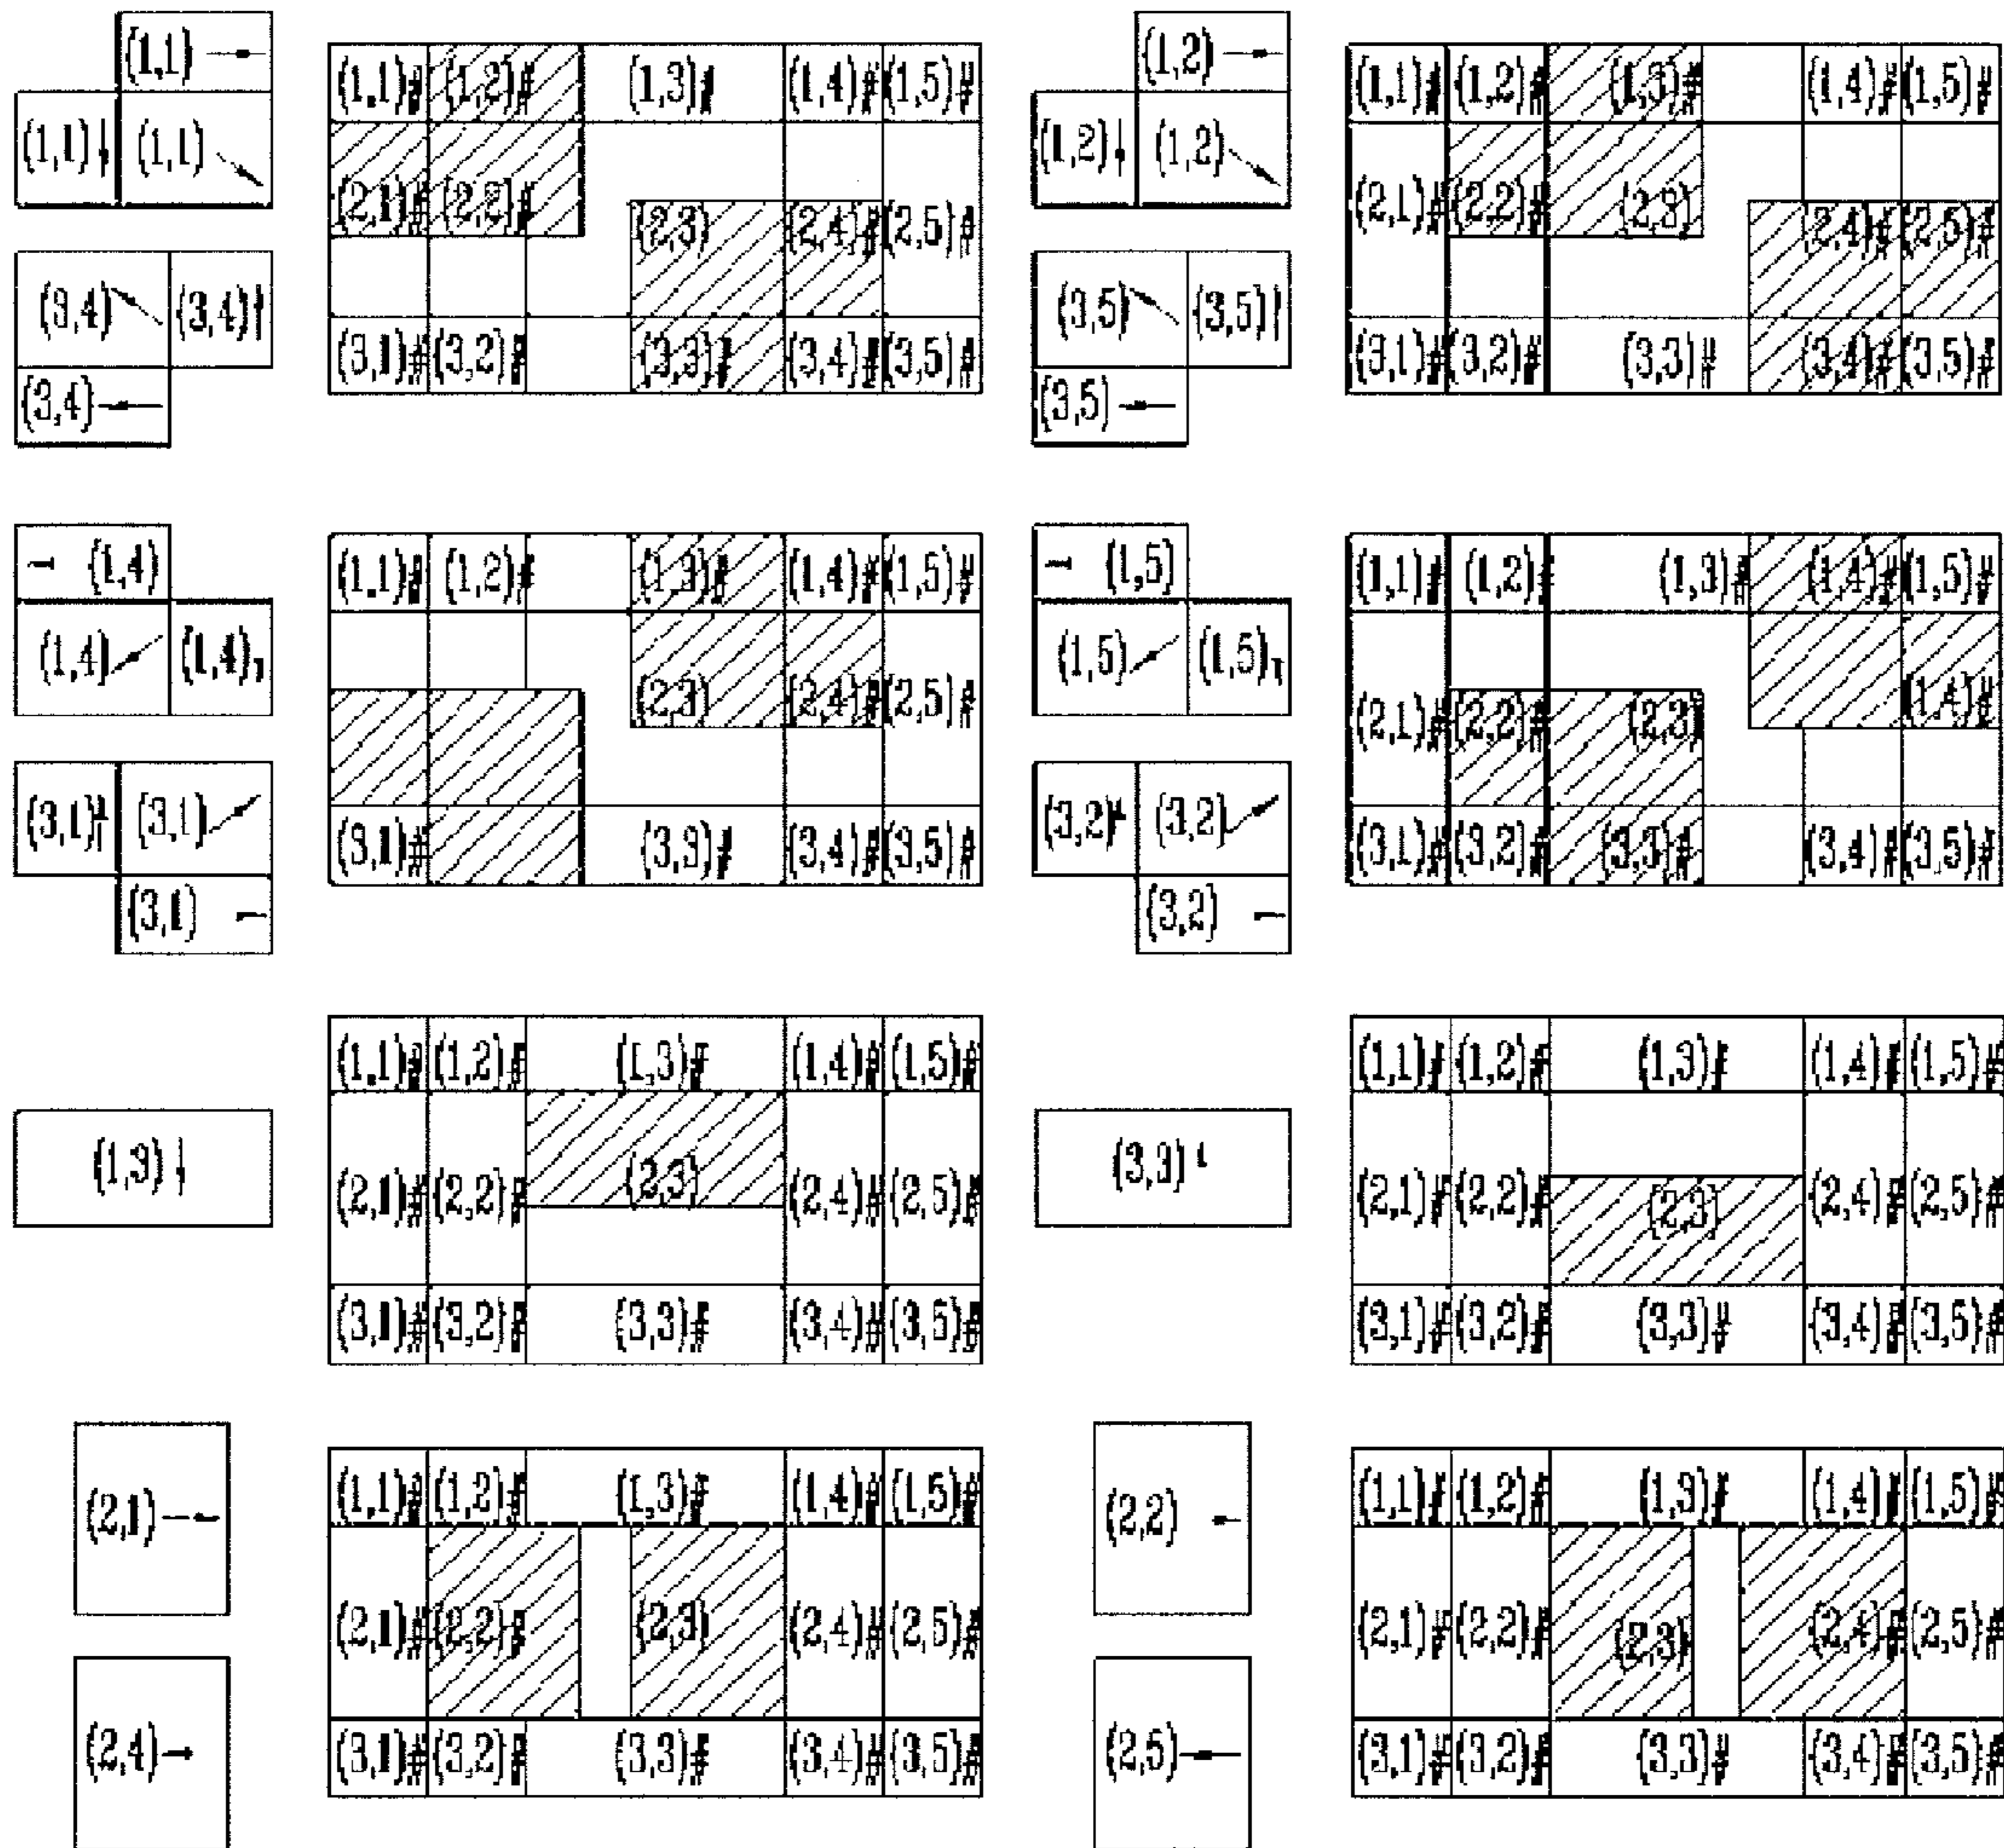 (1,1)
(1,1) (1,1)
(3,4) (3,4)
(3,4)
(1,1)# (1,2)# (1,3)# (1,4)# (1,5)#
(2,1)# (2,2)# (2,3) (2,4)# (2,5)#
(3,1)# (3,2)# (3,3)# (3,4)# (3,5)#
(1,2)
(1,2) (1,2)
(3,5) (3,5)
(3,5)
(1,1)# (1,2)# (1,3)# (1,4)# (1,5)#
(2,1)# (2,2)# (2,3) (2,4)# (2,5)#
(3,1)# (3,2)# (3,3)# (3,4)# (3,5)#
(1,4)
(1,4) (1,4)
(3,1) (3,1)
(3,1)
(1,1)# (1,2)# (1,3)# (1,4)# (1,5)#
(2,3) (2,4)# (2,5)#
(3,1)# (3,3)# (3,4)# (3,5)#
(1,5)
(1,5) (1,5)
(3,2) (3,2)
(3,2)
(1,1)# (1,2)# (1,3)# (1,4)# (1,5)#
(2,1)# (2,2)# (2,3) (1,4)#
(3,1)# (3,2)# (3,3)# (3,4)# (3,5)#
(1,3)
(1,1)# (1,2)# (1,3)# (1,4)# (1,5)#
(2,1)# (2,2)# (2,3) (2,4)# (2,5)#
(3,1)# (3,2)# (3,3)# (3,4)# (3,5)#
(3,3)
(1,1)# (1,2)# (1,3)# (1,4)# (1,5)#
(2,1)# (2,2)# (2,3) (2,4)# (2,5)#
(3,1)# (3,2)# (3,3)# (3,4)# (3,5)#
(2,1)
(2,4)
(1,1)# (1,2)# (1,3)# (1,4)# (1,5)#
(2,1)# (2,2)# (2,3) (2,4)# (2,5)#
(3,1)# (3,2)# (3,3)# (3,4)# (3,5)#
(2,2)
(2,5)
(1,1)# (1,2)# (1,3)# (1,4)# (1,5)#
(2,1)# (2,2)# (2,3) (2,4)# (2,5)#
(3,1)# (3,2)# (3,3)# (3,4)# (3,5)#